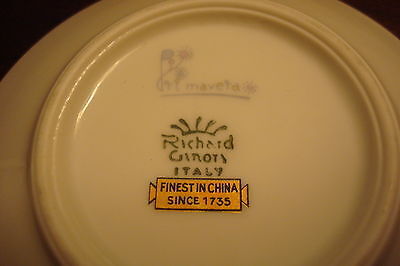 Primavera
Richard
Ginori
ITALY
FINEST IN CHINA
SINCE 1735